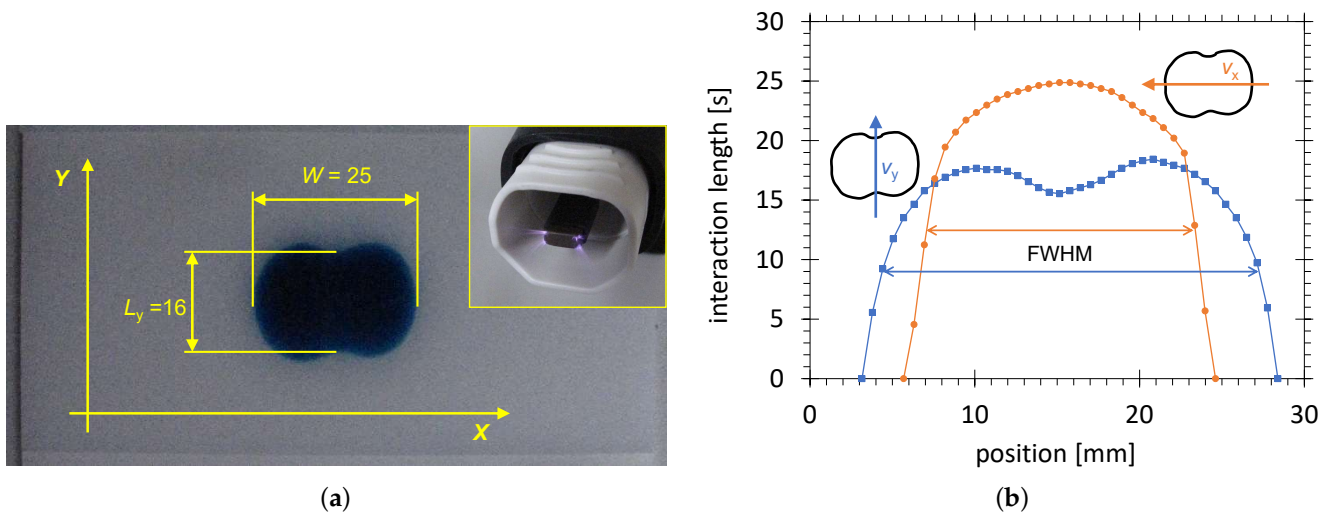 Y
W = 25
L_y =16
X
(a)
(b)
30
25
20
15
10
5
0
interaction length [s]
v_x
v_y
FWHM
0
10
20
30
position [mm]